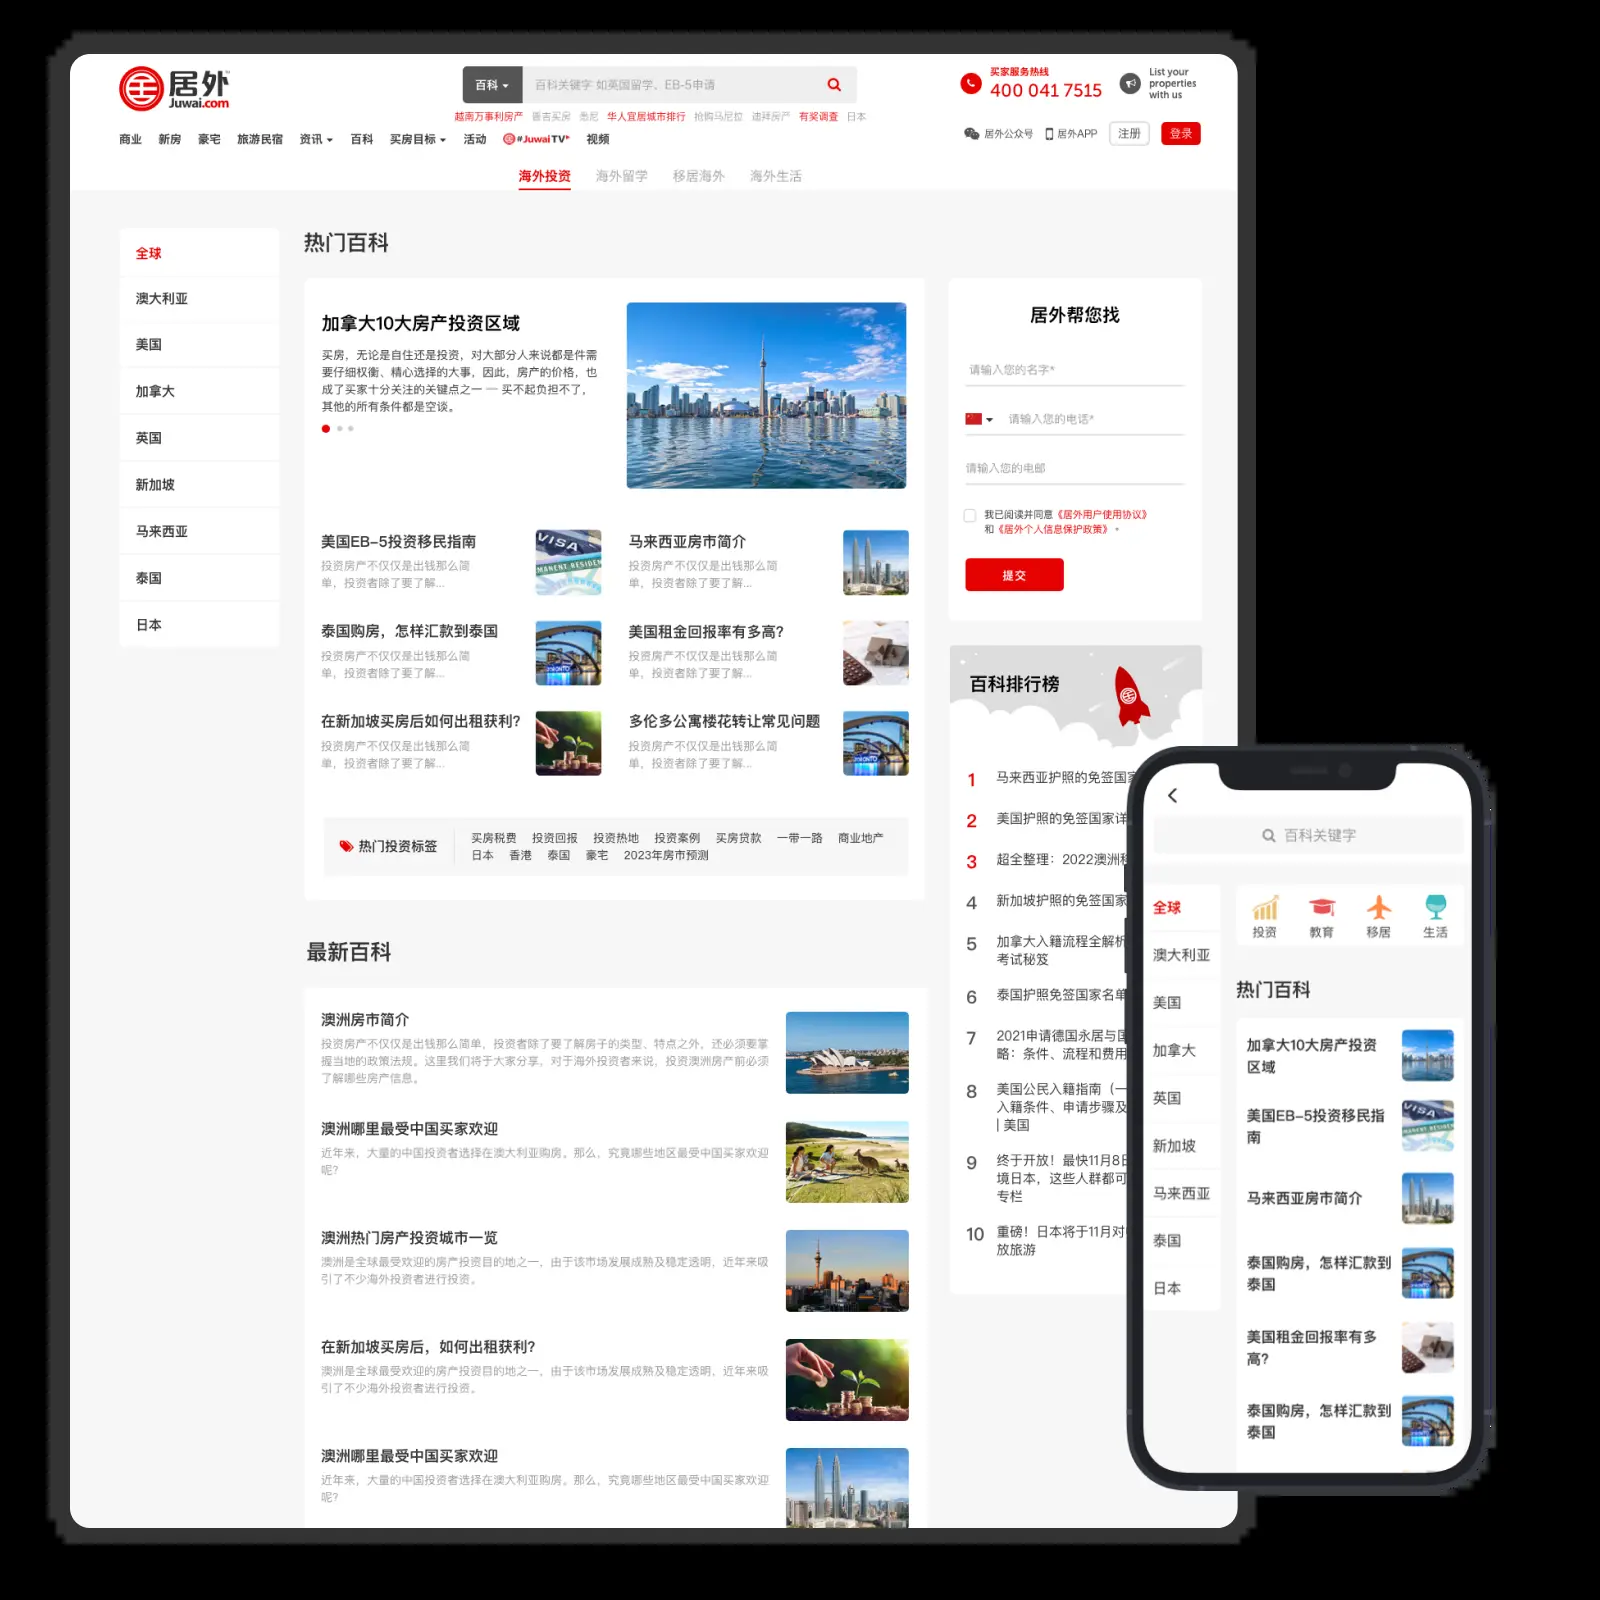 居外
Juwai.com
百科
百科关键字 如英国留学、EB-5申请
买家服务热线
400 041 7515
List your
properties
with us
越南万事利房产 普吉买房 悉尼 华人宜居城市排行 抢购马尼拉 迪拜房产 有奖调查 日本
商业 新房 豪宅 旅游民宿 资讯 百科 买房目标 活动 #JuwaiTV 视频
居外公众号 居外APP 注册 登录
海外投资 海外留学 移居海外 海外生活
全球
澳大利亚
美国
加拿大
英国
新加坡
马来西亚
泰国
日本
热门百科
加拿大10大房产投资区域
买房，无论是自住还是投资，对大部分人来说都是件需
要仔细权衡、精心选择的大事，因此，房产的价格，也
成了买家十分关注的关键点之一 — 买不起负担不了，
其他的所有条件都是空谈。
美国EB-5投资移民指南
投资房产不仅仅是出钱那么简
单，投资者除了要了解...
VISA
MANENT RESIDEN
马来西亚房市简介
投资房产不仅仅是出钱那么简
单，投资者除了要了解...
泰国购房，怎样汇款到泰国
投资房产不仅仅是出钱那么简
单，投资者除了要了解...
TORONTO
美国租金回报率有多高?
投资房产不仅仅是出钱那么简
单，投资者除了要了解...
在新加坡买房后如何出租获利?
投资房产不仅仅是出钱那么简
单，投资者除了要了解...
多伦多公寓楼花转让常见问题
投资房产不仅仅是出钱那么简
单，投资者除了要了解...
TORONTO
热门投资标签
买房税费 投资回报 投资热地 投资案例 买房贷款 一带一路 商业地产
日本 香港 泰国 豪宅 2023年房市预测
最新百科
澳洲房市简介
投资房产不仅仅是出钱那么简单，投资者除了要了解房子的类型、特点之外，还必须要掌
握当地的政策法规。这里我们将于大家分享，对于海外投资者来说，投资澳洲房产前必须
了解哪些房产信息。
澳洲哪里最受中国买家欢迎
近年来，大量的中国投资者选择在澳大利亚购房。那么，究竟哪些地区最受中国买家欢迎
呢?
澳洲热门房产投资城市一览
澳洲是全球最受欢迎的房产投资目的地之一，由于该市场发展成熟及稳定透明，近年来吸
引了不少海外投资者进行投资。
在新加坡买房后，如何出租获利?
澳洲是全球最受欢迎的房产投资目的地之一，由于该市场发展成熟及稳定透明，近年来吸
引了不少海外投资者进行投资。
澳洲哪里最受中国买家欢迎
近年来，大量的中国投资者选择在澳大利亚购房。那么，究竟哪些地区最受中国买家欢迎
呢?
居外帮您找
请输入您的名字*
请输入您的电话*
请输入您的电邮
我已阅读并同意《居外用户使用协议》
和《居外个人信息保护政策》 。
提交
百科排行榜
1 马来西亚护照的免签国家
2 美国护照的免签国家详
3 超全整理：2022澳洲科
4 新加坡护照的免签国家
5 加拿大入籍流程全解析
考试秘笈
6 泰国护照免签国家名单
7 2021申请德国永居与国
略：条件、流程和费用
8 美国公民入籍指南（一
入籍条件、申请步骤及
| 美国
9 终于开放！最快11月8日
境日本，这些人群都可
专栏
10 重磅！日本将于11月对
放旅游
百科关键字
全球
澳大利亚
美国
加拿大
英国
新加坡
马来西亚
泰国
日本
投资 教育 移居 生活
热门百科
加拿大10大房产投资
区域
美国EB-5投资移民指
南
VISA
MANENT RESIDEN
马来西亚房市简介
泰国购房，怎样汇款到
泰国
美国租金回报率有多
高?
泰国购房，怎样汇款到
泰国